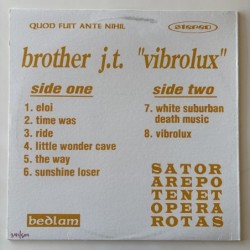 QUOD FUIT ANTE NIHIL
brother j.t. "vibrolux"
side one
1. eloi
2. time was
3. ride
4. little wonder cave
5. the way
6. sunshine loser
side two
7. white suburban
death music
8. vibrolux
SATOR
AREPO
TENET
OPERA
ROTAS
bedlam